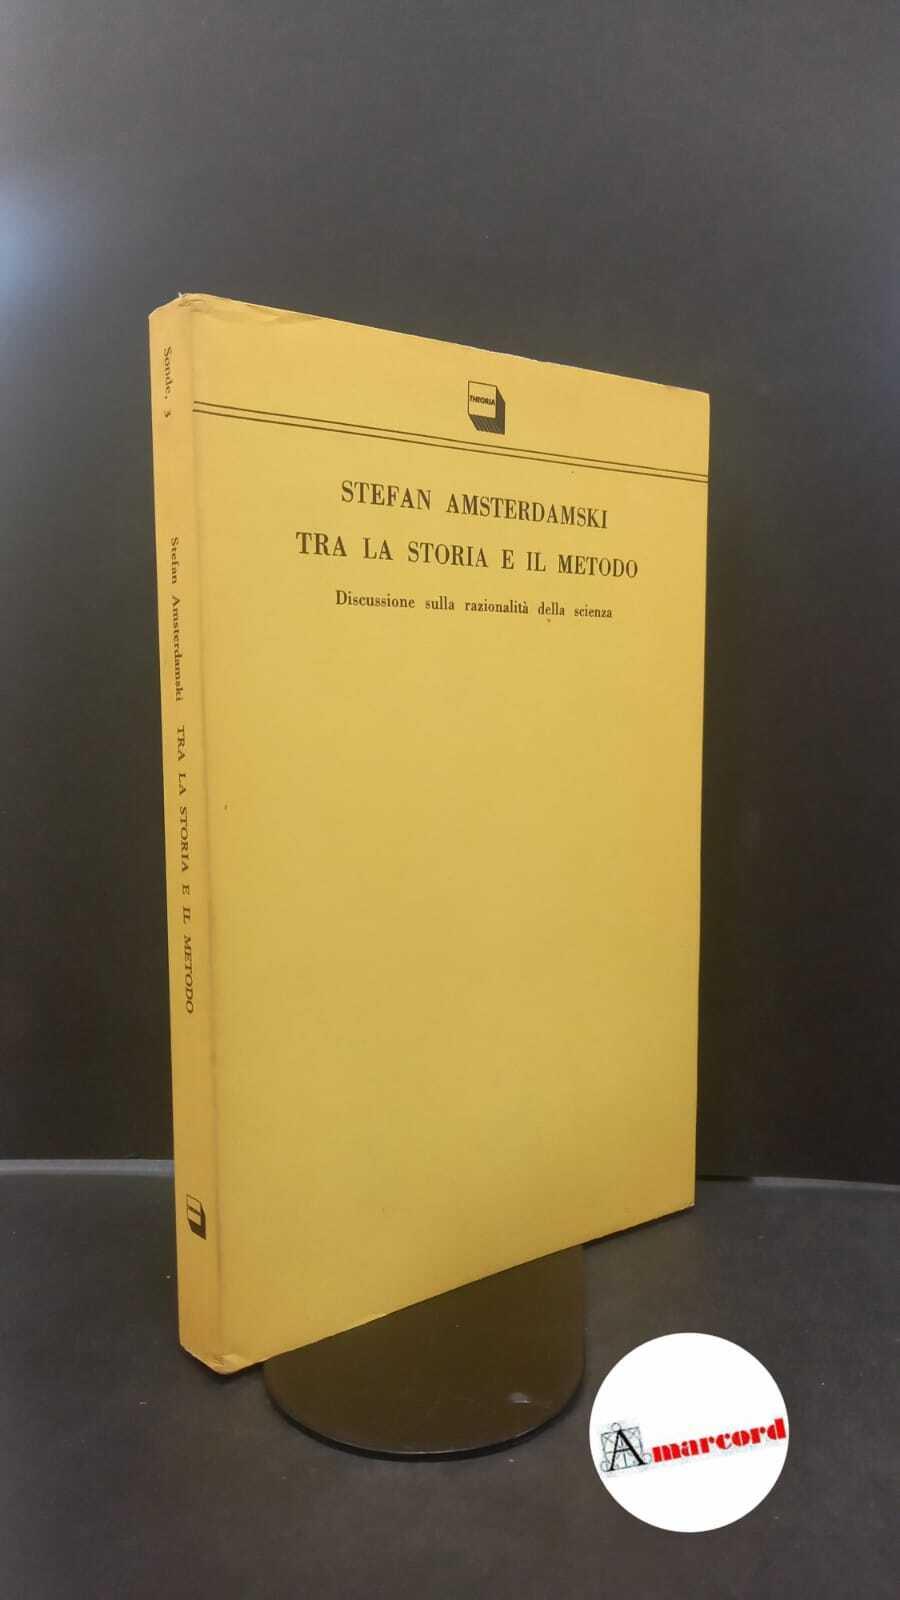 THEORIA
STEFAN AMSTERDAMSKI
TRA LA STORIA E IL METODO
Discussione sulla razionalità della scienza
Sonde, 3
Stefan Amsterdamski TRA LA STORIA E IL METODO
Amarcord